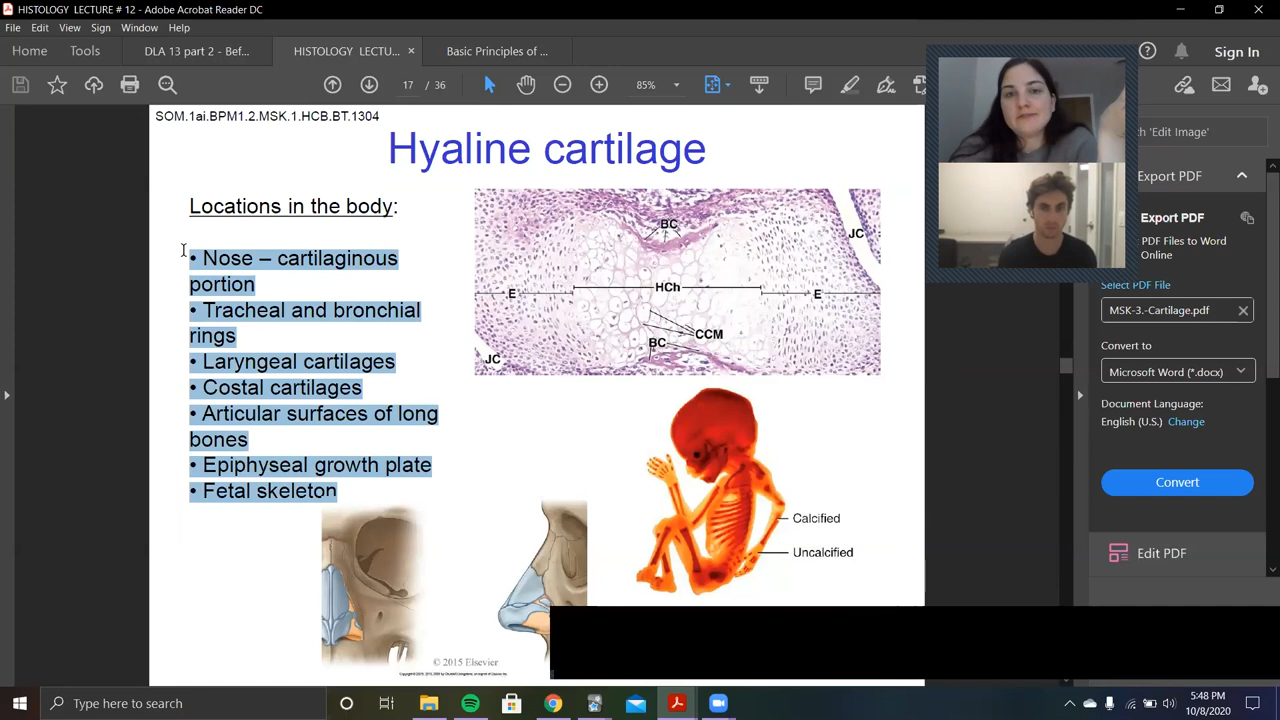 HISTOLOGY LECTURE # 12 - Adobe Acrobat Reader DC
File Edit View Sign Window Help
Home Tools DLA 13 part 2 - Bef... HISTOLOGY LECTU... × Basic Principles of ... Sign In
17 / 36 85%
SOM.1ai.BPM1.2.MSK.1.HCB.BT.1304
Hyaline cartilage
Locations in the body:
• Nose – cartilaginous
portion
• Tracheal and bronchial
rings
• Laryngeal cartilages
• Costal cartilages
• Articular surfaces of long
bones
• Epiphyseal growth plate
• Fetal skeleton
BC
JC
HCh
E E
CCM
BC
JC
Calcified
Uncalcified
© 2015 Elsevier
'Edit Image'
Export PDF
Export PDF
PDF Files to Word
Online
Select PDF File
MSK-3.-Cartilage.pdf
Convert to
Microsoft Word (*.docx)
Document Language:
English (U.S.) Change
Convert
Edit PDF
Type here to search
5:48 PM
10/8/2020